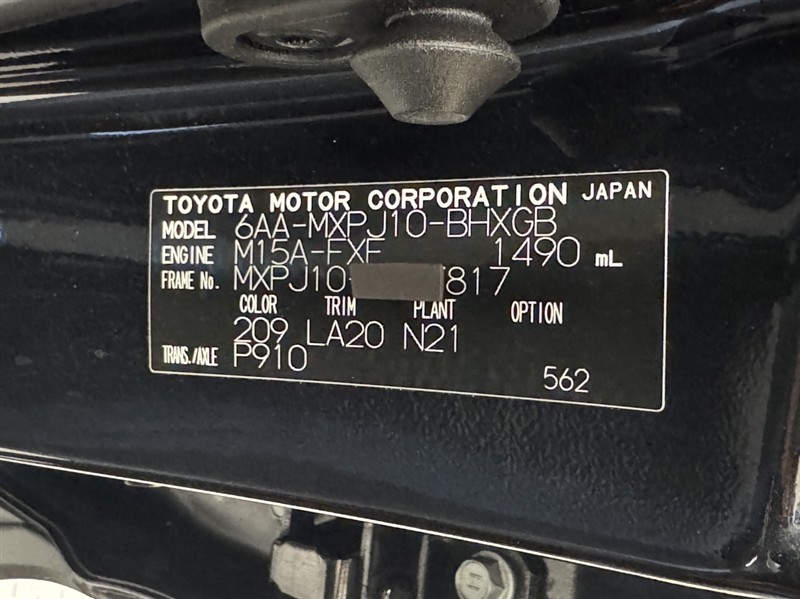 TOYOTA MOTOR CORPORATION JAPAN
MODEL 6AA-MXPJ10-BHXGB
ENGINE M15A-FXE 1490 mL
FRAME No. MXPJ10- 817
COLOR TRIM PLANT OPTION
209 LA20 N21
TRANS./AXLE P910
562